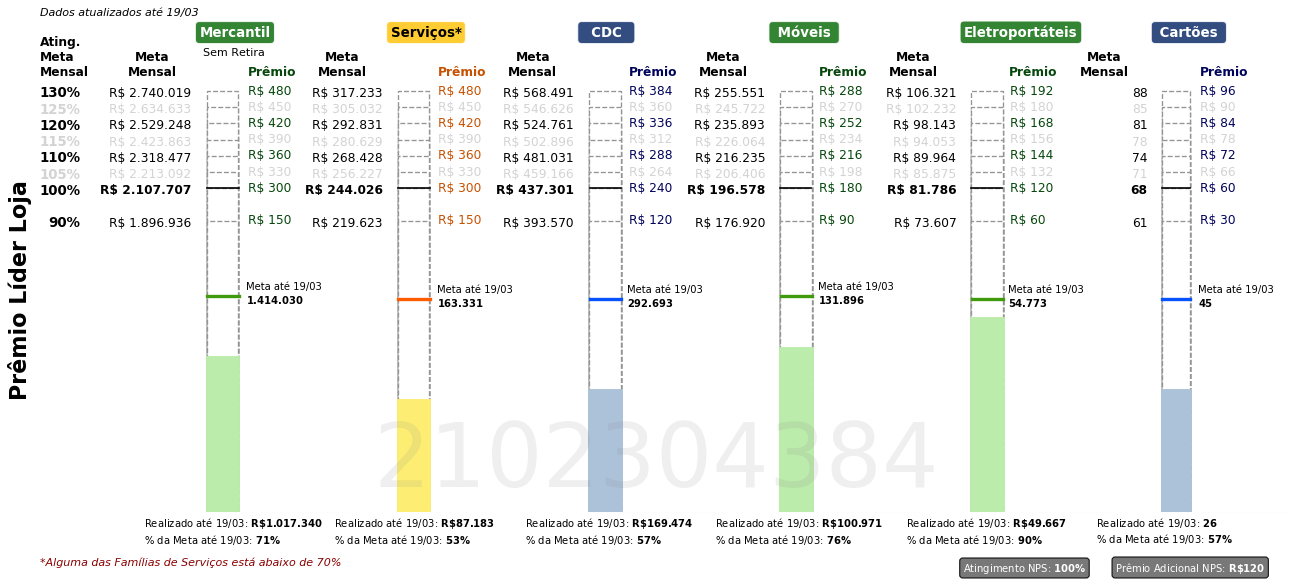 Dados atualizados até 19/03
Mercantil Serviços* CDC Móveis Eletroportáteis Cartões
Sem Retira
Ating. Meta Mensal Meta Mensal Prêmio Meta Mensal Prêmio Meta Mensal Prêmio Meta Mensal Prêmio Meta Mensal Prêmio Meta Mensal Prêmio
130% R$ 2.740.019 R$ 480 R$ 317.233 R$ 480 R$ 568.491 R$ 384 R$ 255.551 R$ 288 R$ 106.321 R$ 192 88 R$ 96
125% R$ 2.634.633 R$ 450 R$ 305.032 R$ 450 R$ 546.626 R$ 360 R$ 245.722 R$ 270 R$ 102.232 R$ 180 85 R$ 90
120% R$ 2.529.248 R$ 420 R$ 292.831 R$ 420 R$ 524.761 R$ 336 R$ 235.893 R$ 252 R$ 98.143 R$ 168 81 R$ 84
115% R$ 2.423.863 R$ 390 R$ 280.629 R$ 390 R$ 502.896 R$ 312 R$ 226.064 R$ 234 R$ 94.053 R$ 156 78 R$ 78
110% R$ 2.318.477 R$ 360 R$ 268.428 R$ 360 R$ 481.031 R$ 288 R$ 216.235 R$ 216 R$ 89.964 R$ 144 74 R$ 72
105% R$ 2.213.092 R$ 330 R$ 256.227 R$ 330 R$ 459.166 R$ 264 R$ 206.406 R$ 198 R$ 85.875 R$ 132 71 R$ 66
100% R$ 2.107.707 R$ 300 R$ 244.026 R$ 300 R$ 437.301 R$ 240 R$ 196.578 R$ 180 R$ 81.786 R$ 120 68 R$ 60
90% R$ 1.896.936 R$ 150 R$ 219.623 R$ 150 R$ 393.570 R$ 120 R$ 176.920 R$ 90 R$ 73.607 R$ 60 61 R$ 30
Prêmio Líder Loja
Meta até 19/03 Meta até 19/03 Meta até 19/03 Meta até 19/03 Meta até 19/03 Meta até 19/03
1.414.030 163.331 292.693 131.896 54.773 45
2102304384
Realizado até 19/03: R$1.017.340 Realizado até 19/03: R$87.183 Realizado até 19/03: R$169.474 Realizado até 19/03: R$100.971 Realizado até 19/03: R$49.667 Realizado até 19/03: 26
% da Meta até 19/03: 71% % da Meta até 19/03: 53% % da Meta até 19/03: 57% % da Meta até 19/03: 76% % da Meta até 19/03: 90% % da Meta até 19/03: 57%
*Alguma das Famílias de Serviços está abaixo de 70% Atingimento NPS: 100% Prêmio Adicional NPS: R$120